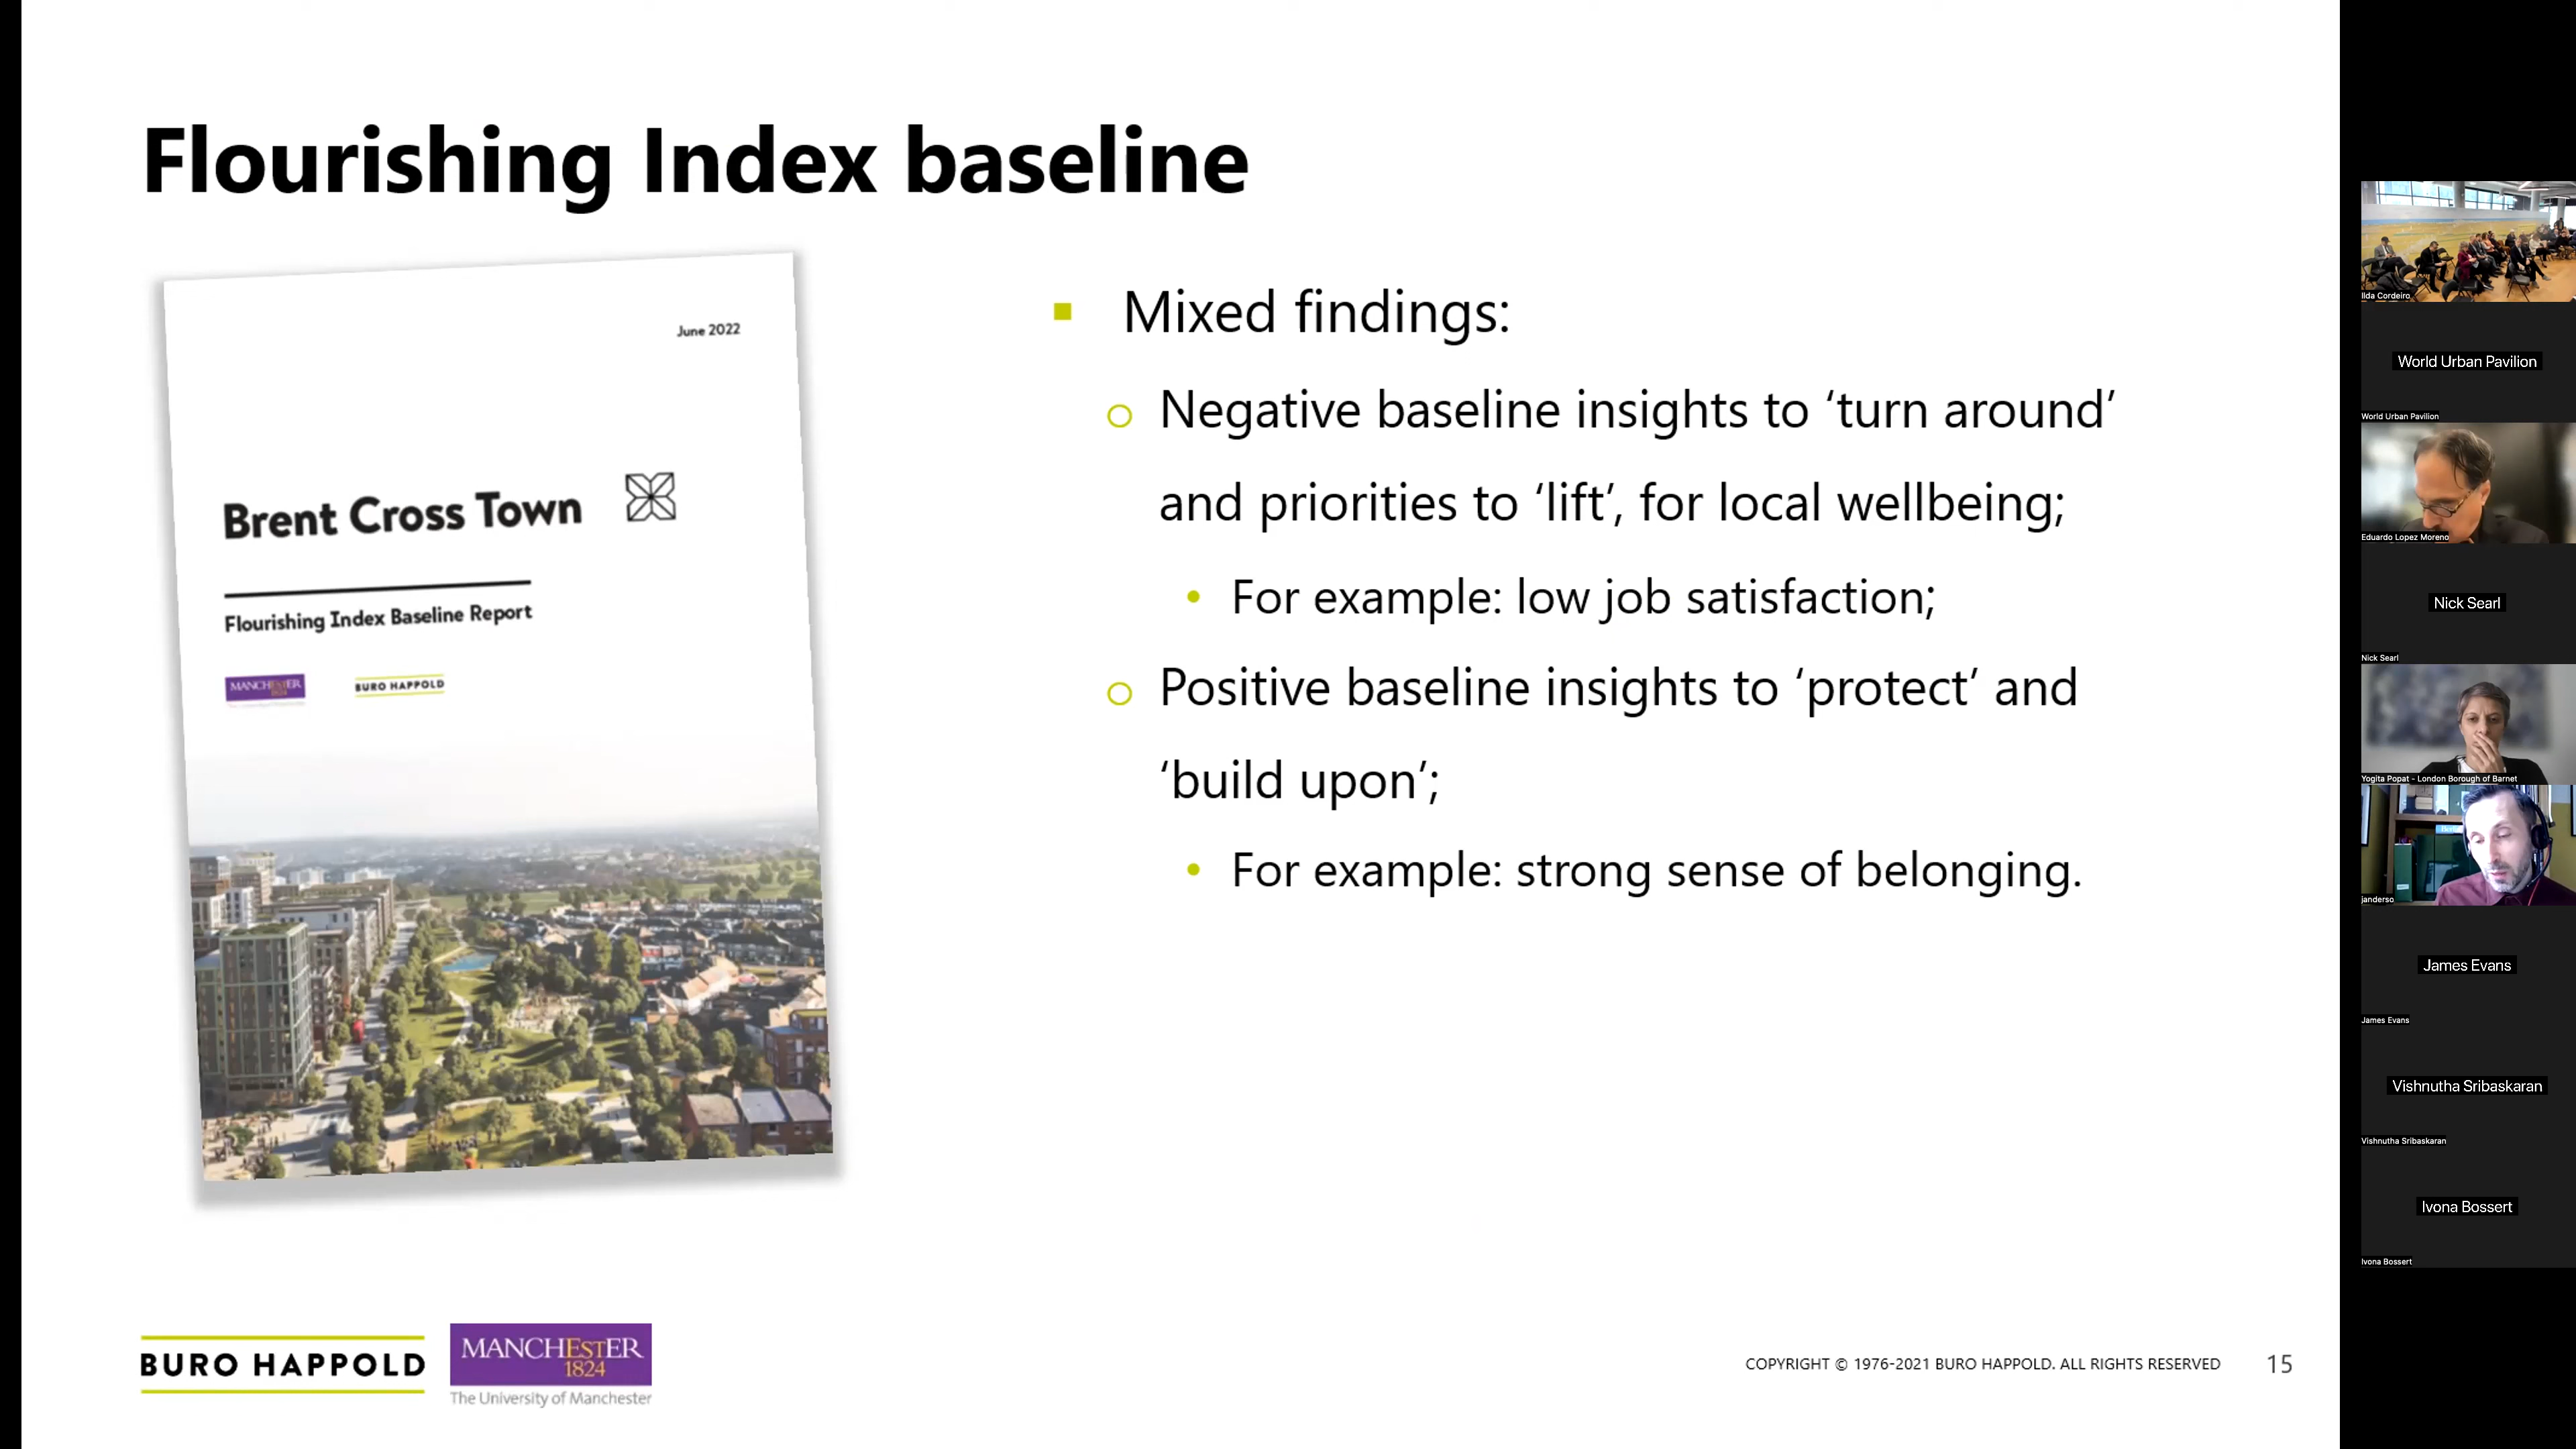 Flourishing Index baseline
June 2022
Brent Cross Town
Flourishing Index Baseline Report
MANCHESTER
1824
BURO HAPPOLD
Mixed findings:
Negative baseline insights to ‘turn around’
and priorities to ‘lift’, for local wellbeing;
For example: low job satisfaction;
Positive baseline insights to ‘protect’ and
‘build upon’;
For example: strong sense of belonging.
BURO HAPPOLD
MANCHESTER
1824
The University of Manchester
COPYRIGHT © 1976-2021 BURO HAPPOLD. ALL RIGHTS RESERVED
15
Ilda Cordeiro
World Urban Pavilion
World Urban Pavilion
Eduardo Lopez Moreno
Nick Searl
Nick Searl
Yogita Popat - London Borough of Barnet
janderso
James Evans
James Evans
Vishnutha Sribaskaran
Vishnutha Sribaskaran
Ivona Bossert
Ivona Bossert